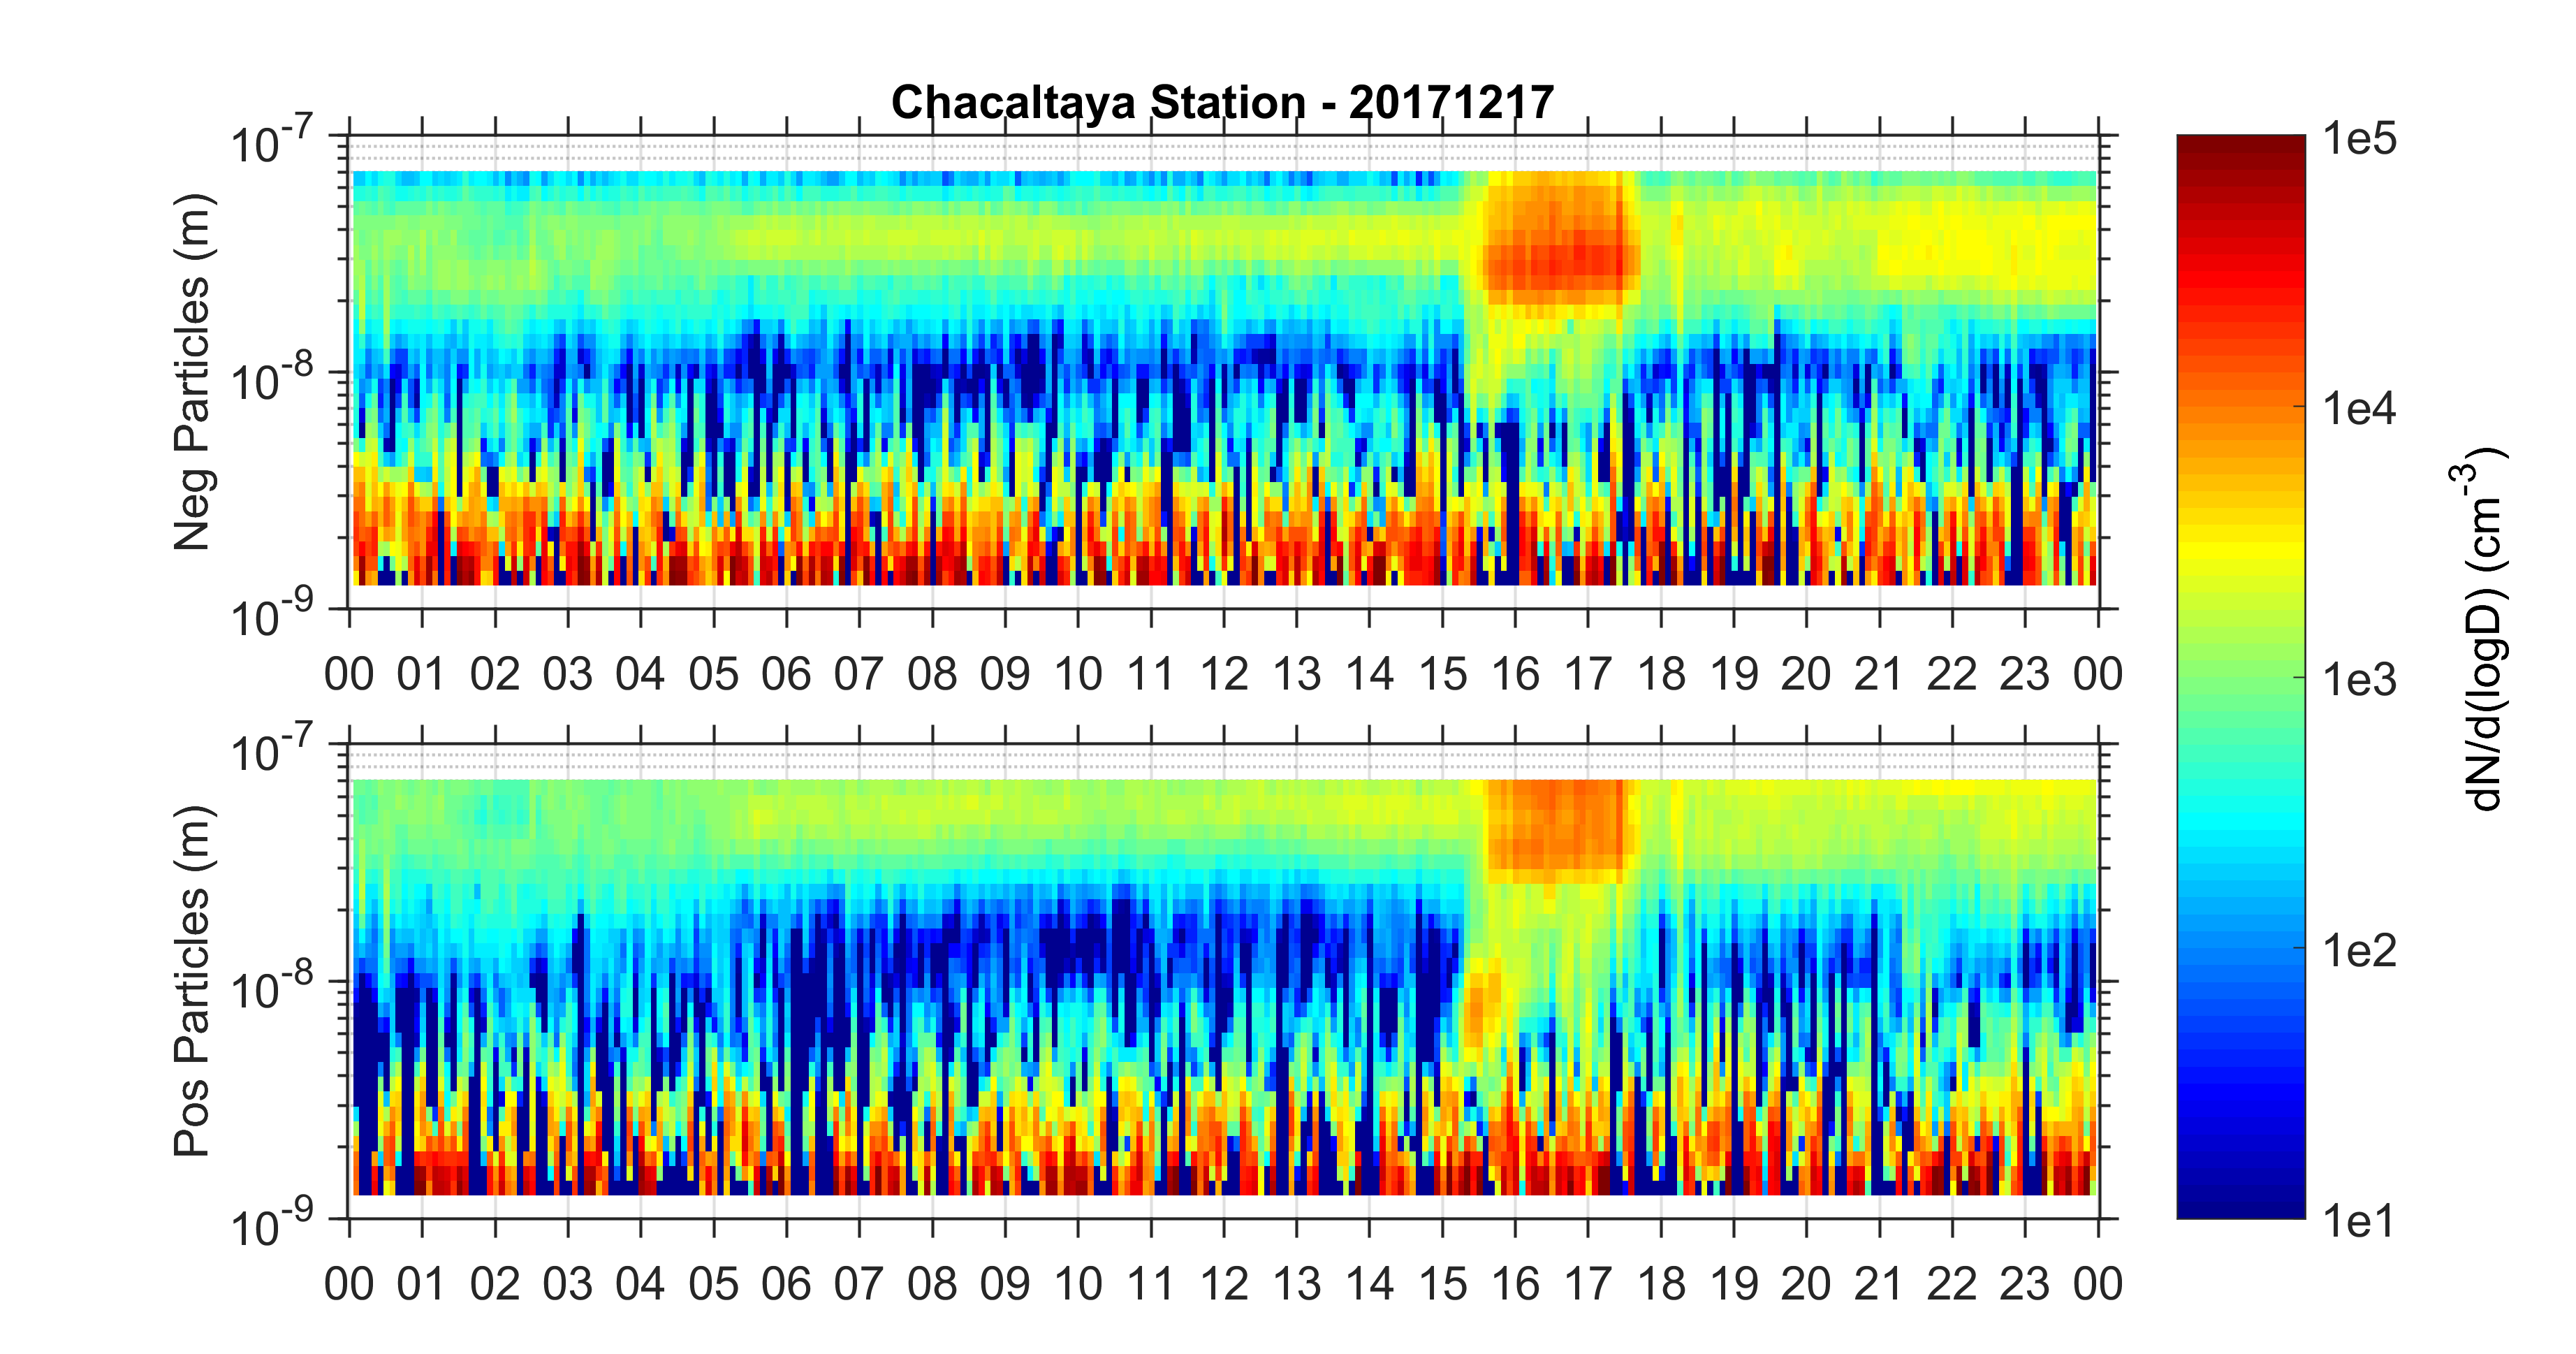 Chacaltaya Station - 20171217
10-7
10-8
10-9
Neg Particles (m)
00 01 02 03 04 05 06 07 08 09 10 11 12 13 14 15 16 17 18 19 20 21 22 23 00
10-7
10-8
10-9
Pos Particles (m)
00 01 02 03 04 05 06 07 08 09 10 11 12 13 14 15 16 17 18 19 20 21 22 23 00
1e5
1e4
1e3
1e2
1e1
dN/d(logD) (cm-3)